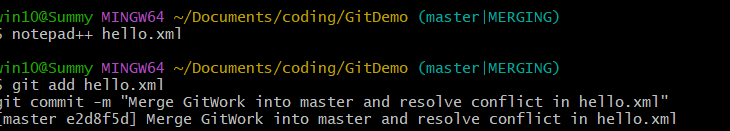 win10@Summy MINGW64 ~/Documents/coding/GitDemo (master|MERGING)
$ notepad++ hello.xml
win10@Summy MINGW64 ~/Documents/coding/GitDemo (master|MERGING)
$ git add hello.xml
git commit -m "Merge GitWork into master and resolve conflict in hello.xml"
[master e2d8f5d] Merge GitWork into master and resolve conflict in hello.xml